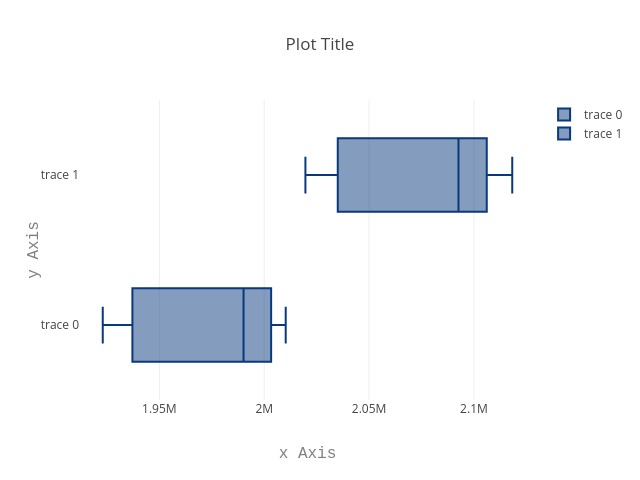 Plot Title
trace 0
trace 1
trace 1
trace 0
y Axis
1.95M
2M
2.05M
2.1M
x Axis